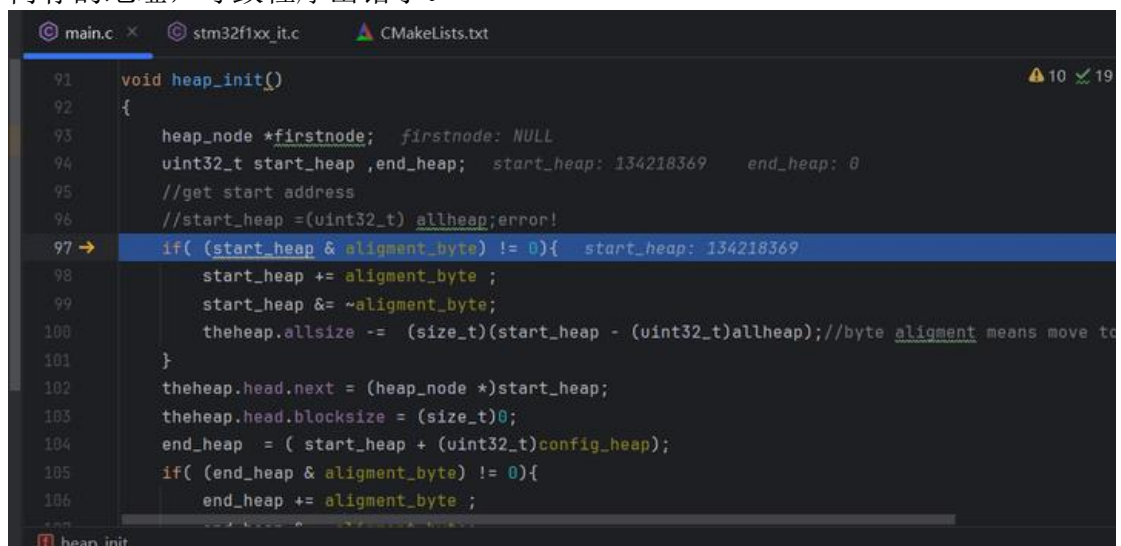 main.c × stm32f1xx_it.c CMakeLists.txt
91 void heap_init() 10 19
92 {
93 heap_node *firstnode; firstnode: NULL
94 uint32_t start_heap ,end_heap; start_heap: 134218369 end_heap: 0
95 //get start address
96 //start_heap =(uint32_t) allheap;error!
97 if( (start_heap & aligment_byte) != 0){ start_heap: 134218369
98 start_heap += aligment_byte ;
99 start_heap &= ~aligment_byte;
100 theheap.allsize -= (size_t)(start_heap - (uint32_t)allheap);//byte aligment means move to
101 }
102 theheap.head.next = (heap_node *)start_heap;
103 theheap.head.blocksize = (size_t)0;
104 end_heap = ( start_heap + (uint32_t)config_heap);
105 if( (end_heap & aligment_byte) != 0){
106 end_heap += aligment_byte ;
heap_init